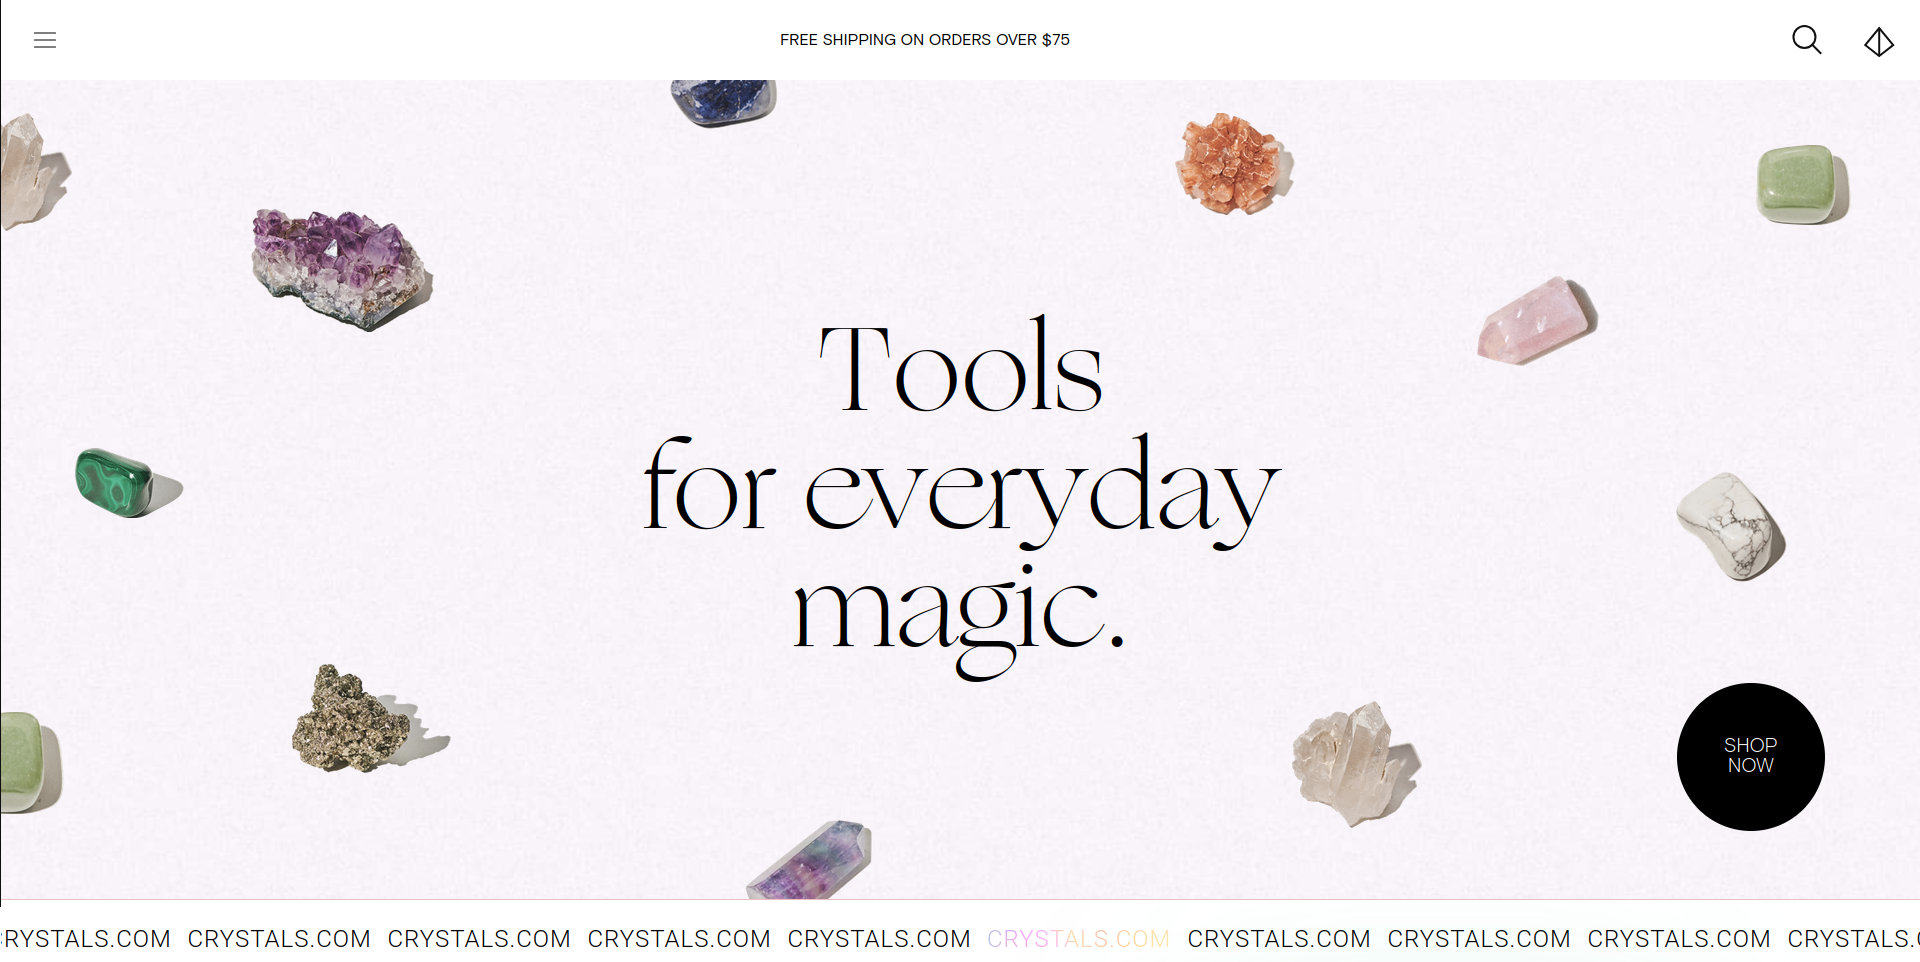 FREE SHIPPING ON ORDERS OVER $75
Tools
for everyday
magic.
SHOP
NOW
CRYSTALS.COM CRYSTALS.COM CRYSTALS.COM CRYSTALS.COM CRYSTALS.COM CRYSTALS.COM CRYSTALS.COM CRYSTALS.COM CRYSTALS.COM CRYSTALS.C